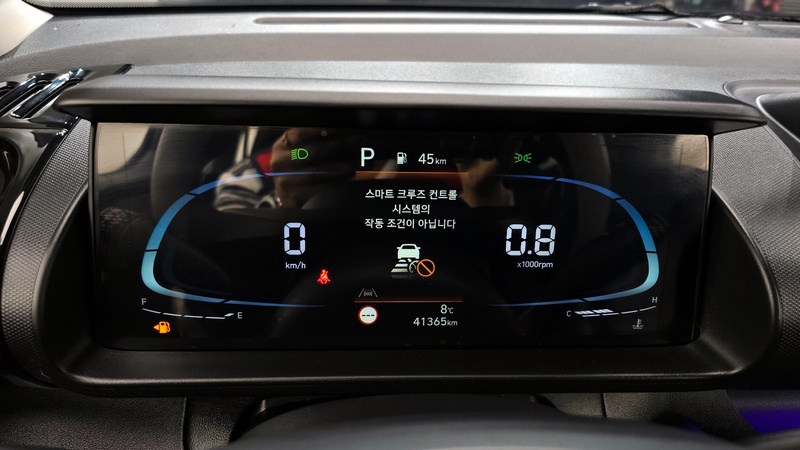 P 45km
스마트 크루즈 컨트롤
시스템의
작동 조건이 아닙니다
0
km/h
0.8
x1000rpm
F
E
8℃
41365km
C
H